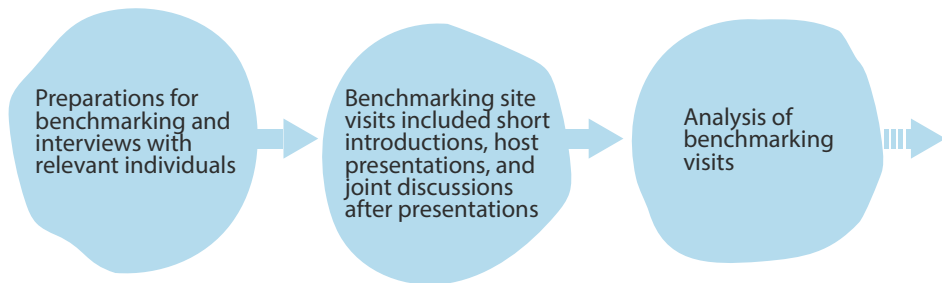 Preparations for
benchmarking and
interviews with
relevant individuals
Benchmarking site
visits included short
introductions, host
presentations, and
joint discussions
after presentations
Analysis of
benchmarking
visits